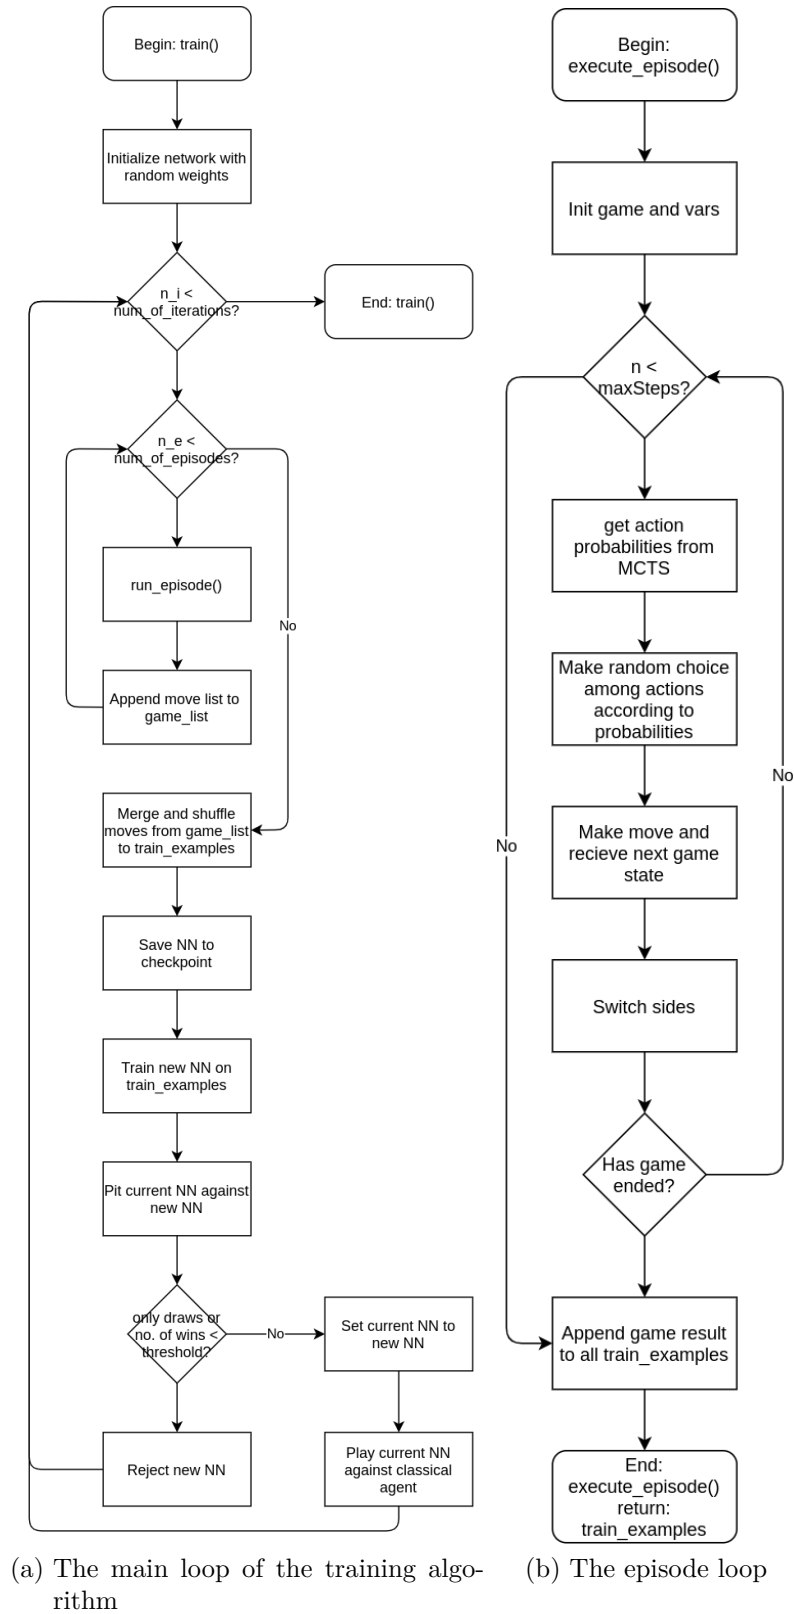 Begin: train()
Initialize network with
random weights
n_i <
num_of_iterations?
End: train()
n_e <
num_of_episodes?
run_episode()
No
Append move list to
game_list
Merge and shuffle
moves from game_list
to train_examples
Save NN to
checkpoint
Train new NN on
train_examples
Pit current NN against
new NN
only draws or
no. of wins <
threshold?
No
Set current NN to
new NN
Reject new NN
Play current NN
against classical
agent
(a) The main loop of the training algo-
rithm
Begin:
execute_episode()
Init game and vars
n <
maxSteps?
get action
probabilities from
MCTS
Make random choice
among actions
according to
probabilities
No
Make move and
recieve next game
state
No
Switch sides
Has game
ended?
Append game result
to all train_examples
End:
execute_episode()
return:
train_examples
(b) The episode loop